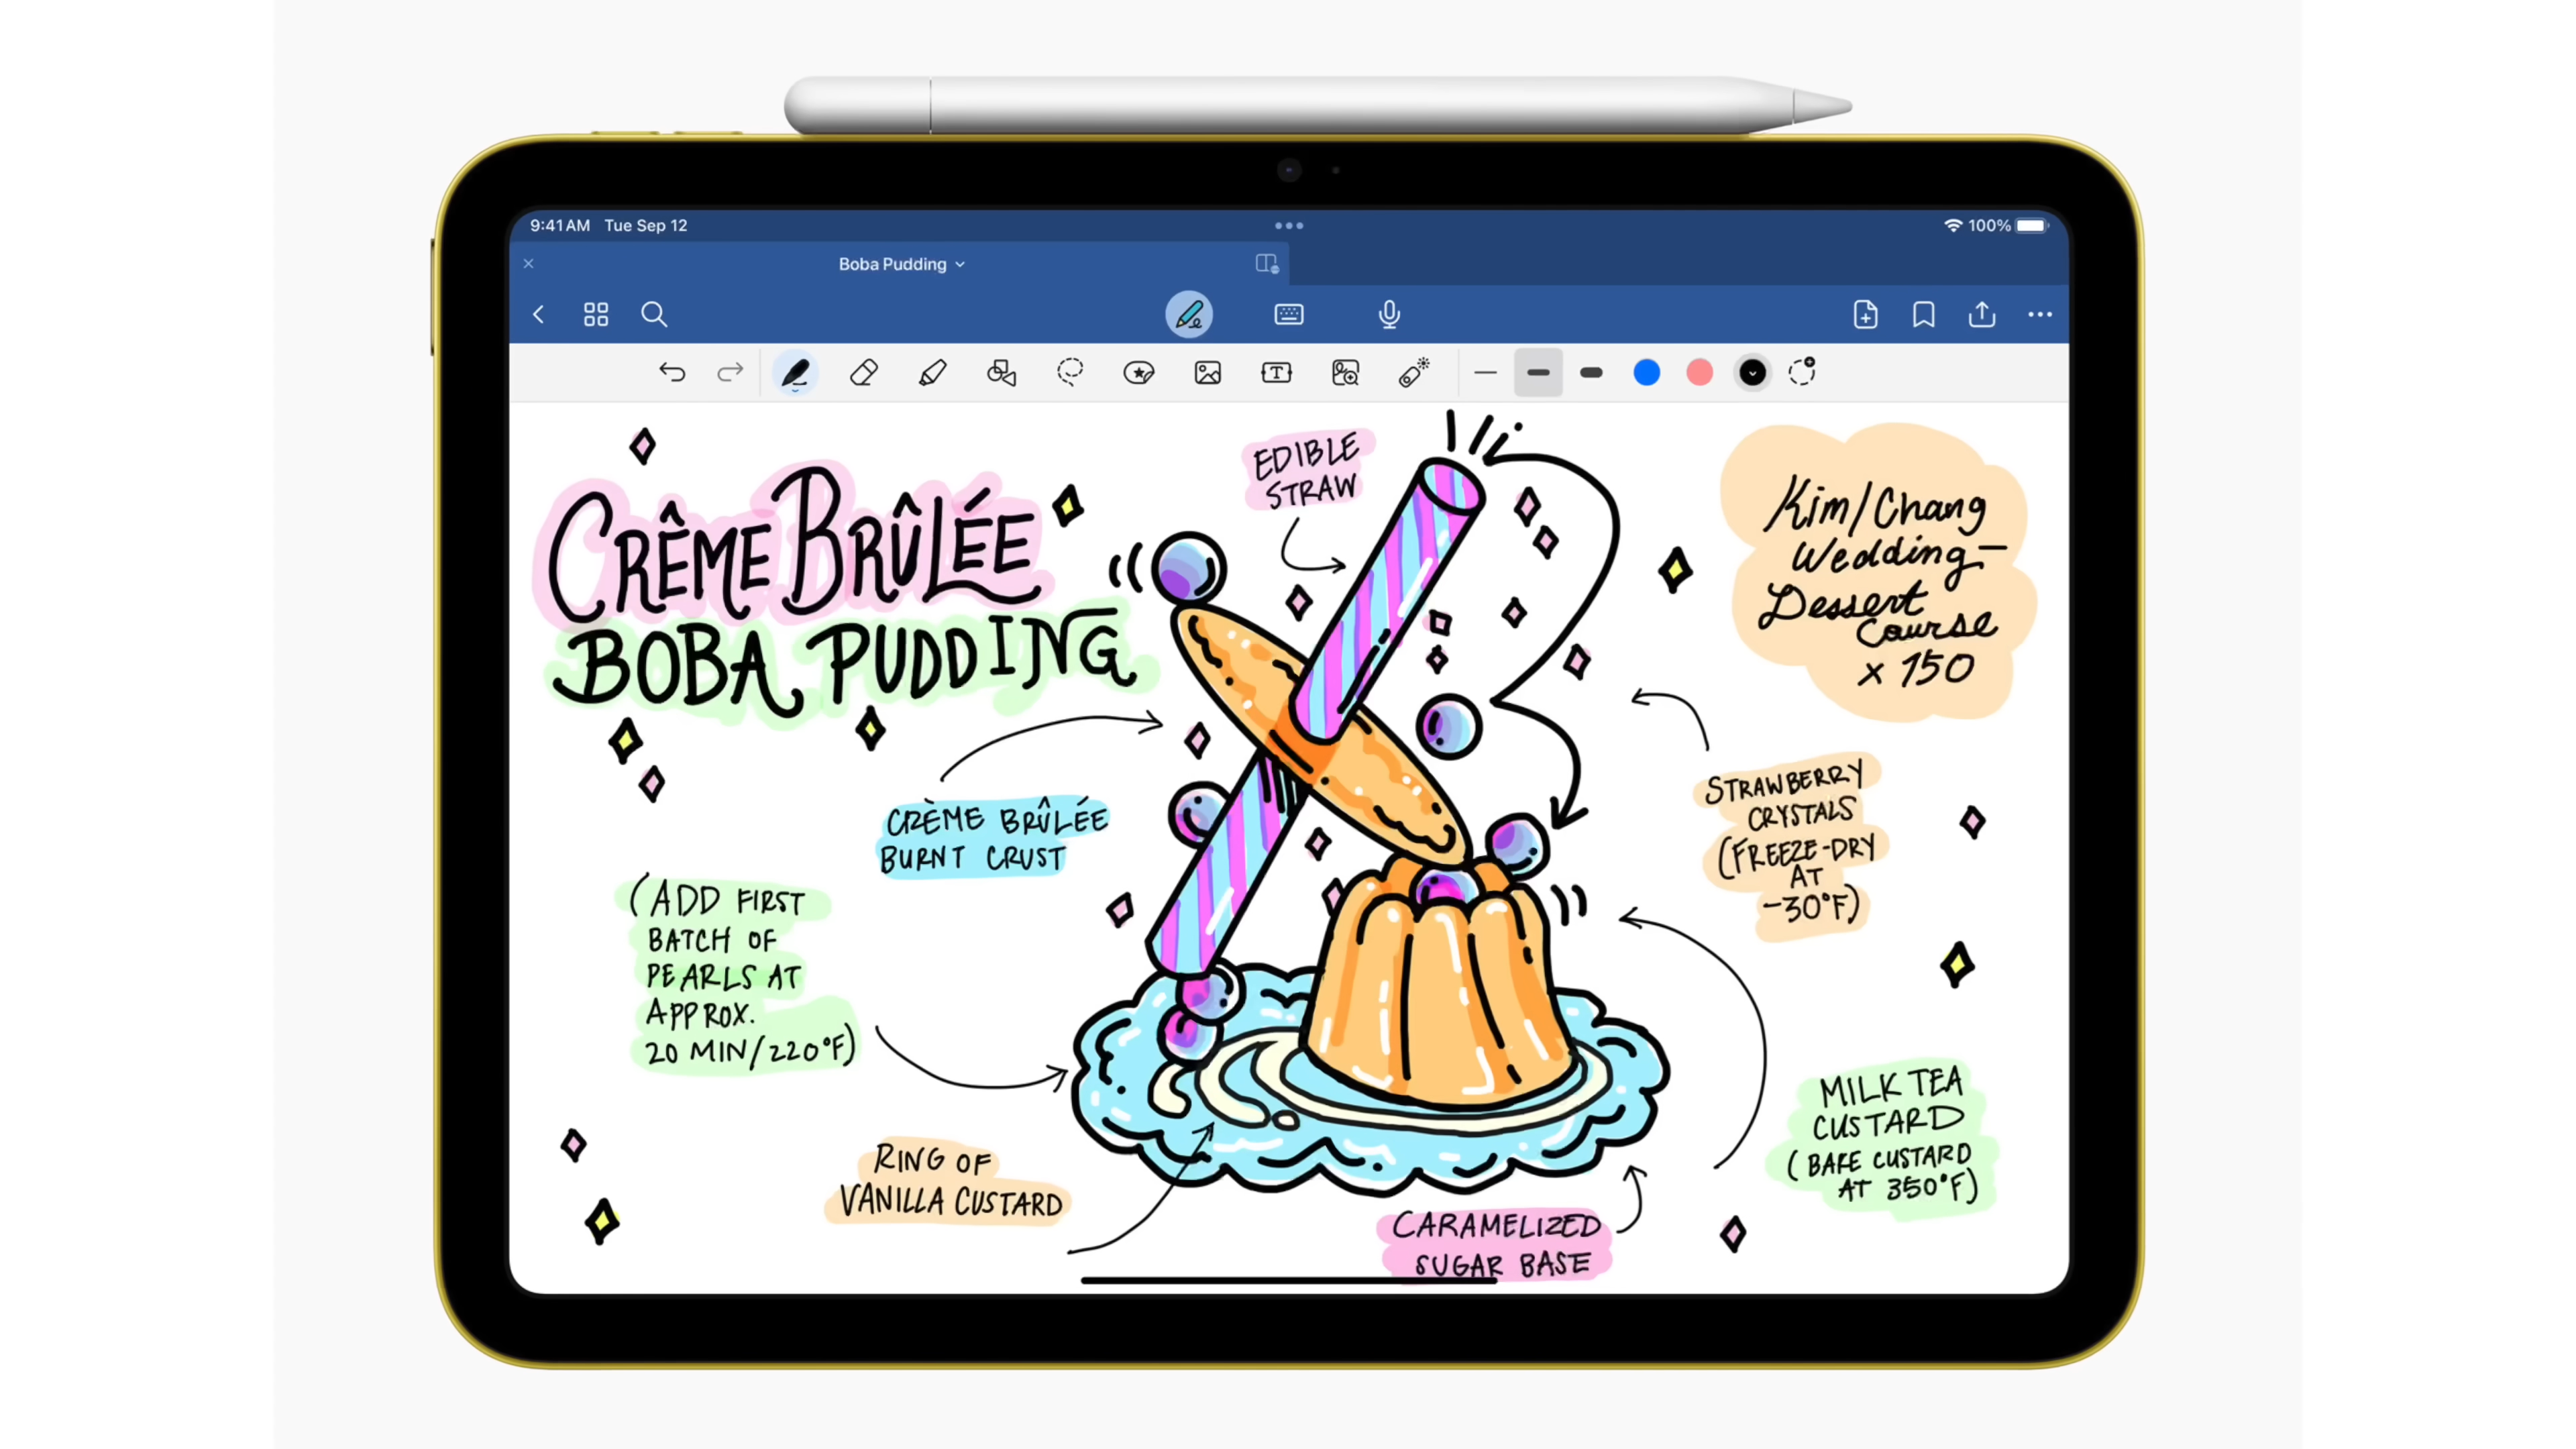 9:41 AM Tue Sep 12
100%
Boba Pudding
CRÊME BRÛLÉE
BOBA PUDDING
EDIBLE
STRAW
Kim/Chang
Wedding—
Dessert
Course
x 150
CRÈME BRÛLÉE
BURNT CRUST
STRAWBERRY
CRYSTALS
(FREEZE-DRY
AT
-30°F)
(ADD FIRST
BATCH OF
PEARLS AT
APPROX.
20 MIN/220°F)
RING OF
VANILLA CUSTARD
MILK TEA
CUSTARD
(BAKE CUSTARD
AT 350°F)
CARAMELIZED
SUGAR BASE